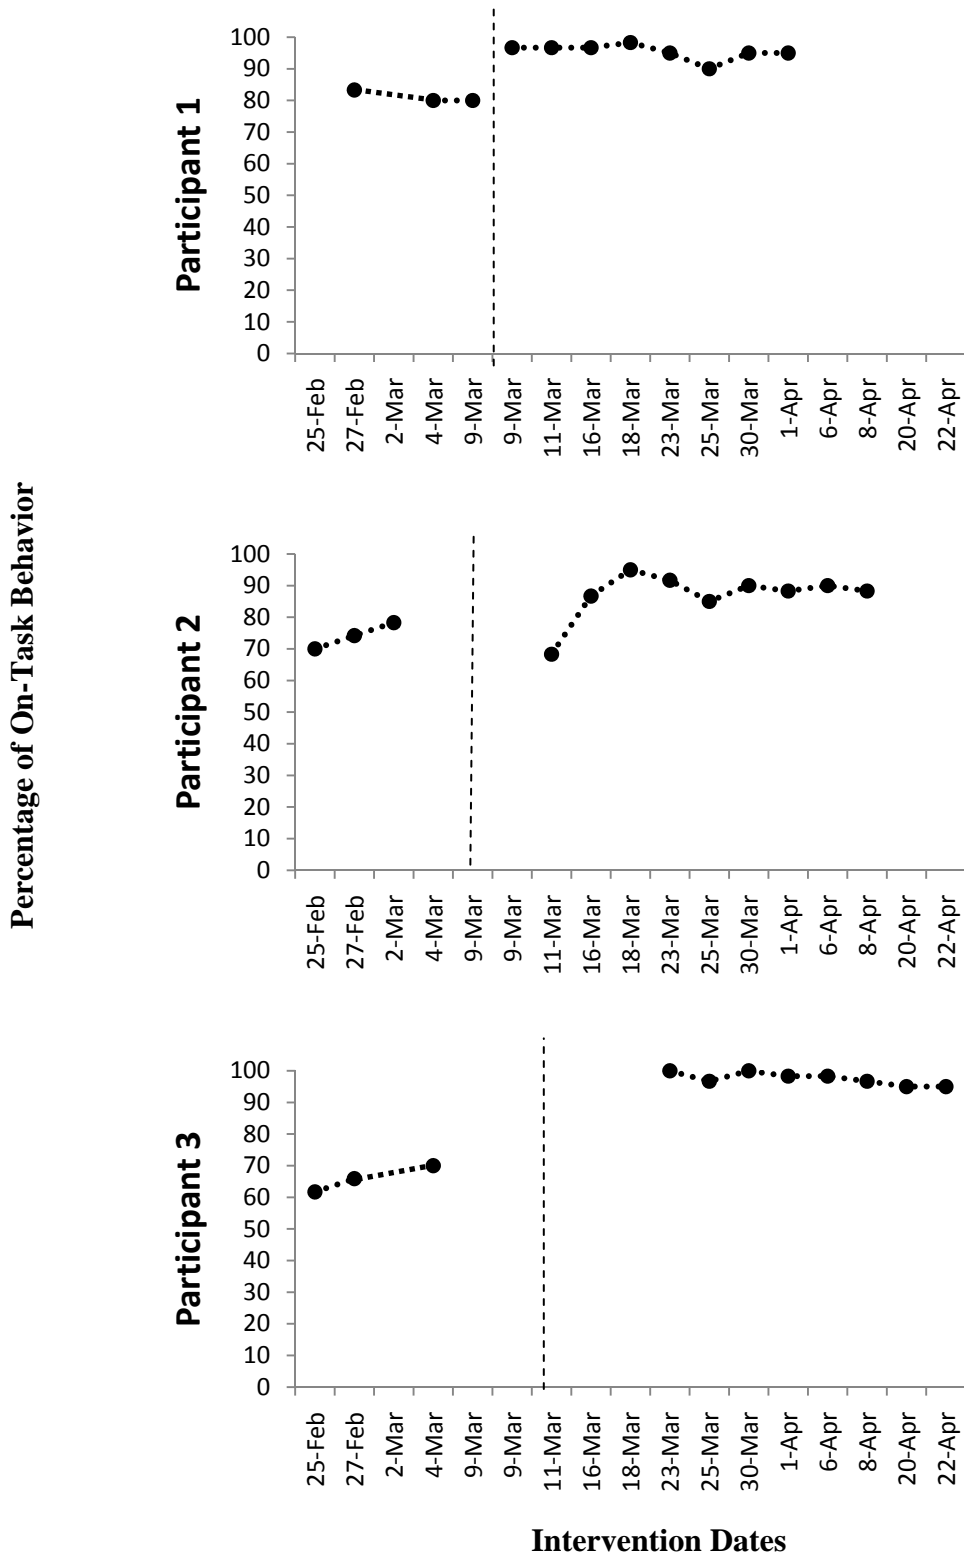 Percentage of On-Task Behavior
Participant 1
100
90
80
70
60
50
40
30
20
10
0
25-Feb
27-Feb
2-Mar
4-Mar
9-Mar
9-Mar
11-Mar
16-Mar
18-Mar
23-Mar
25-Mar
30-Mar
1-Apr
6-Apr
8-Apr
20-Apr
22-Apr
Participant 2
100
90
80
70
60
50
40
30
20
10
0
25-Feb
27-Feb
2-Mar
4-Mar
9-Mar
9-Mar
11-Mar
16-Mar
18-Mar
23-Mar
25-Mar
30-Mar
1-Apr
6-Apr
8-Apr
20-Apr
22-Apr
Participant 3
100
90
80
70
60
50
40
30
20
10
0
25-Feb
27-Feb
2-Mar
4-Mar
9-Mar
9-Mar
11-Mar
16-Mar
18-Mar
23-Mar
25-Mar
30-Mar
1-Apr
6-Apr
8-Apr
20-Apr
22-Apr
Intervention Dates